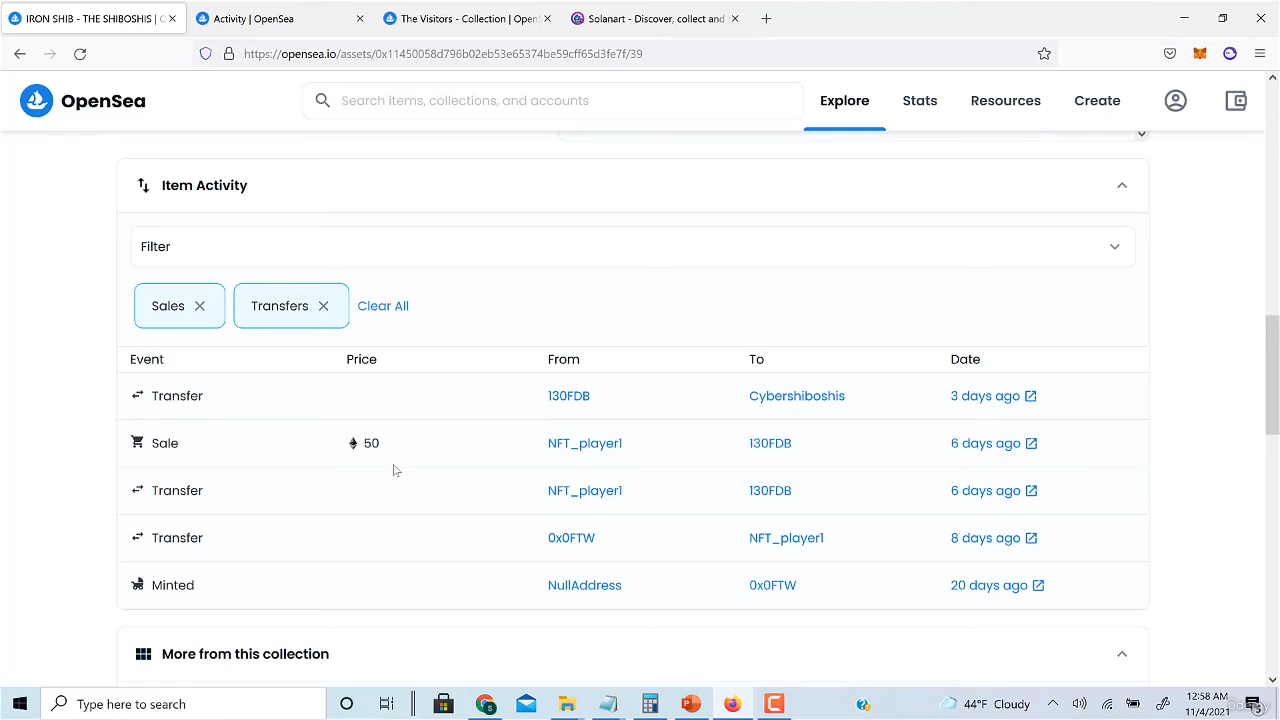 IRON SHIB - THE SHIBOSHIS | O
Activity | OpenSea
The Visitors - Collection | Open
Solanart - Discover, collect and
https://opensea.io/assets/0x11450058d796b02eb53e65374be59cff65d3fe7f/39
OpenSea
Search items, collections, and accounts
Explore
Stats
Resources
Create
Item Activity
Filter
Sales
Transfers
Clear All
Event Price From To Date
Transfer 130FDB Cybershiboshis 3 days ago
Sale 50 NFT_player1 130FDB 6 days ago
Transfer NFT_player1 130FDB 6 days ago
Transfer 0x0FTW NFT_player1 8 days ago
Minted NullAddress 0x0FTW 20 days ago
More from this collection
Type here to search
44°F Cloudy
12:58 AM
11/4/2021
3